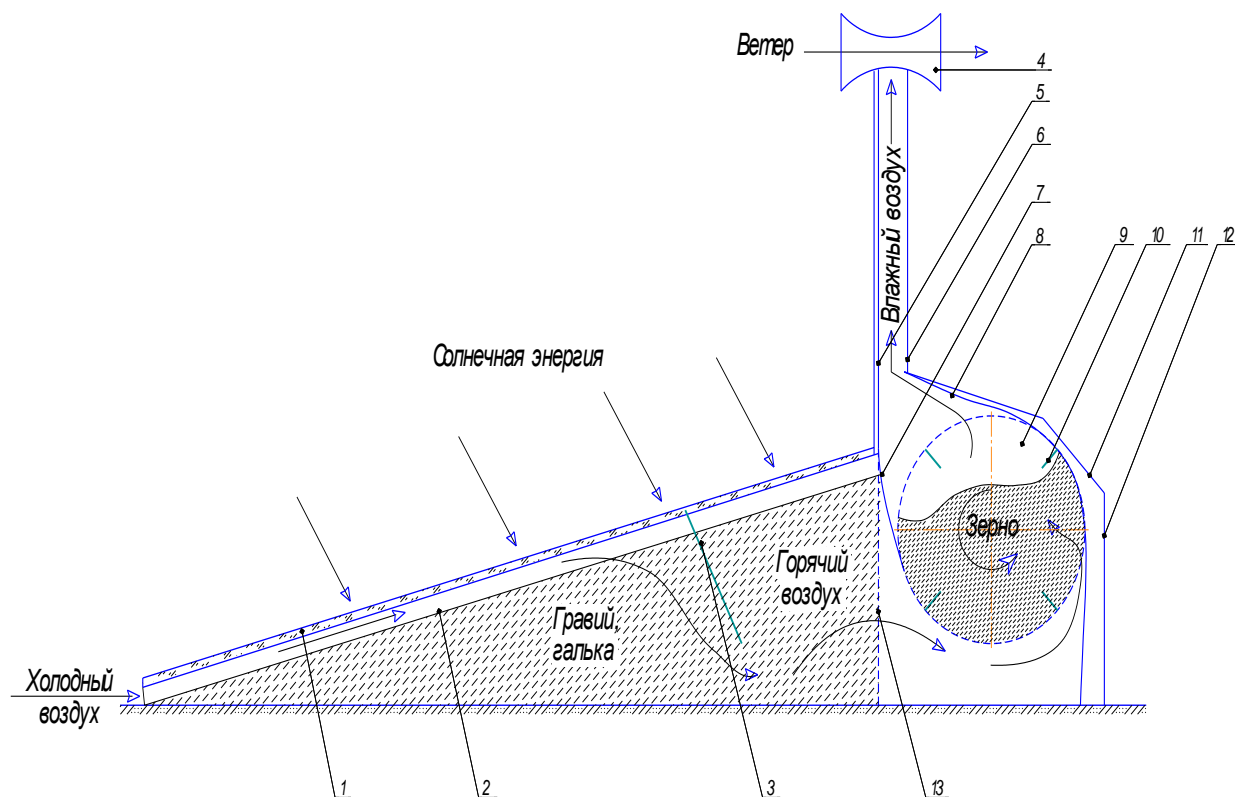 Ветер
4
5
6
7
8
9
10
11
12
Влажный воздух
Солнечная энергия
Зерно
Горячий
воздух
Гравий,
галька
Холодный
воздух
1
2
3
13